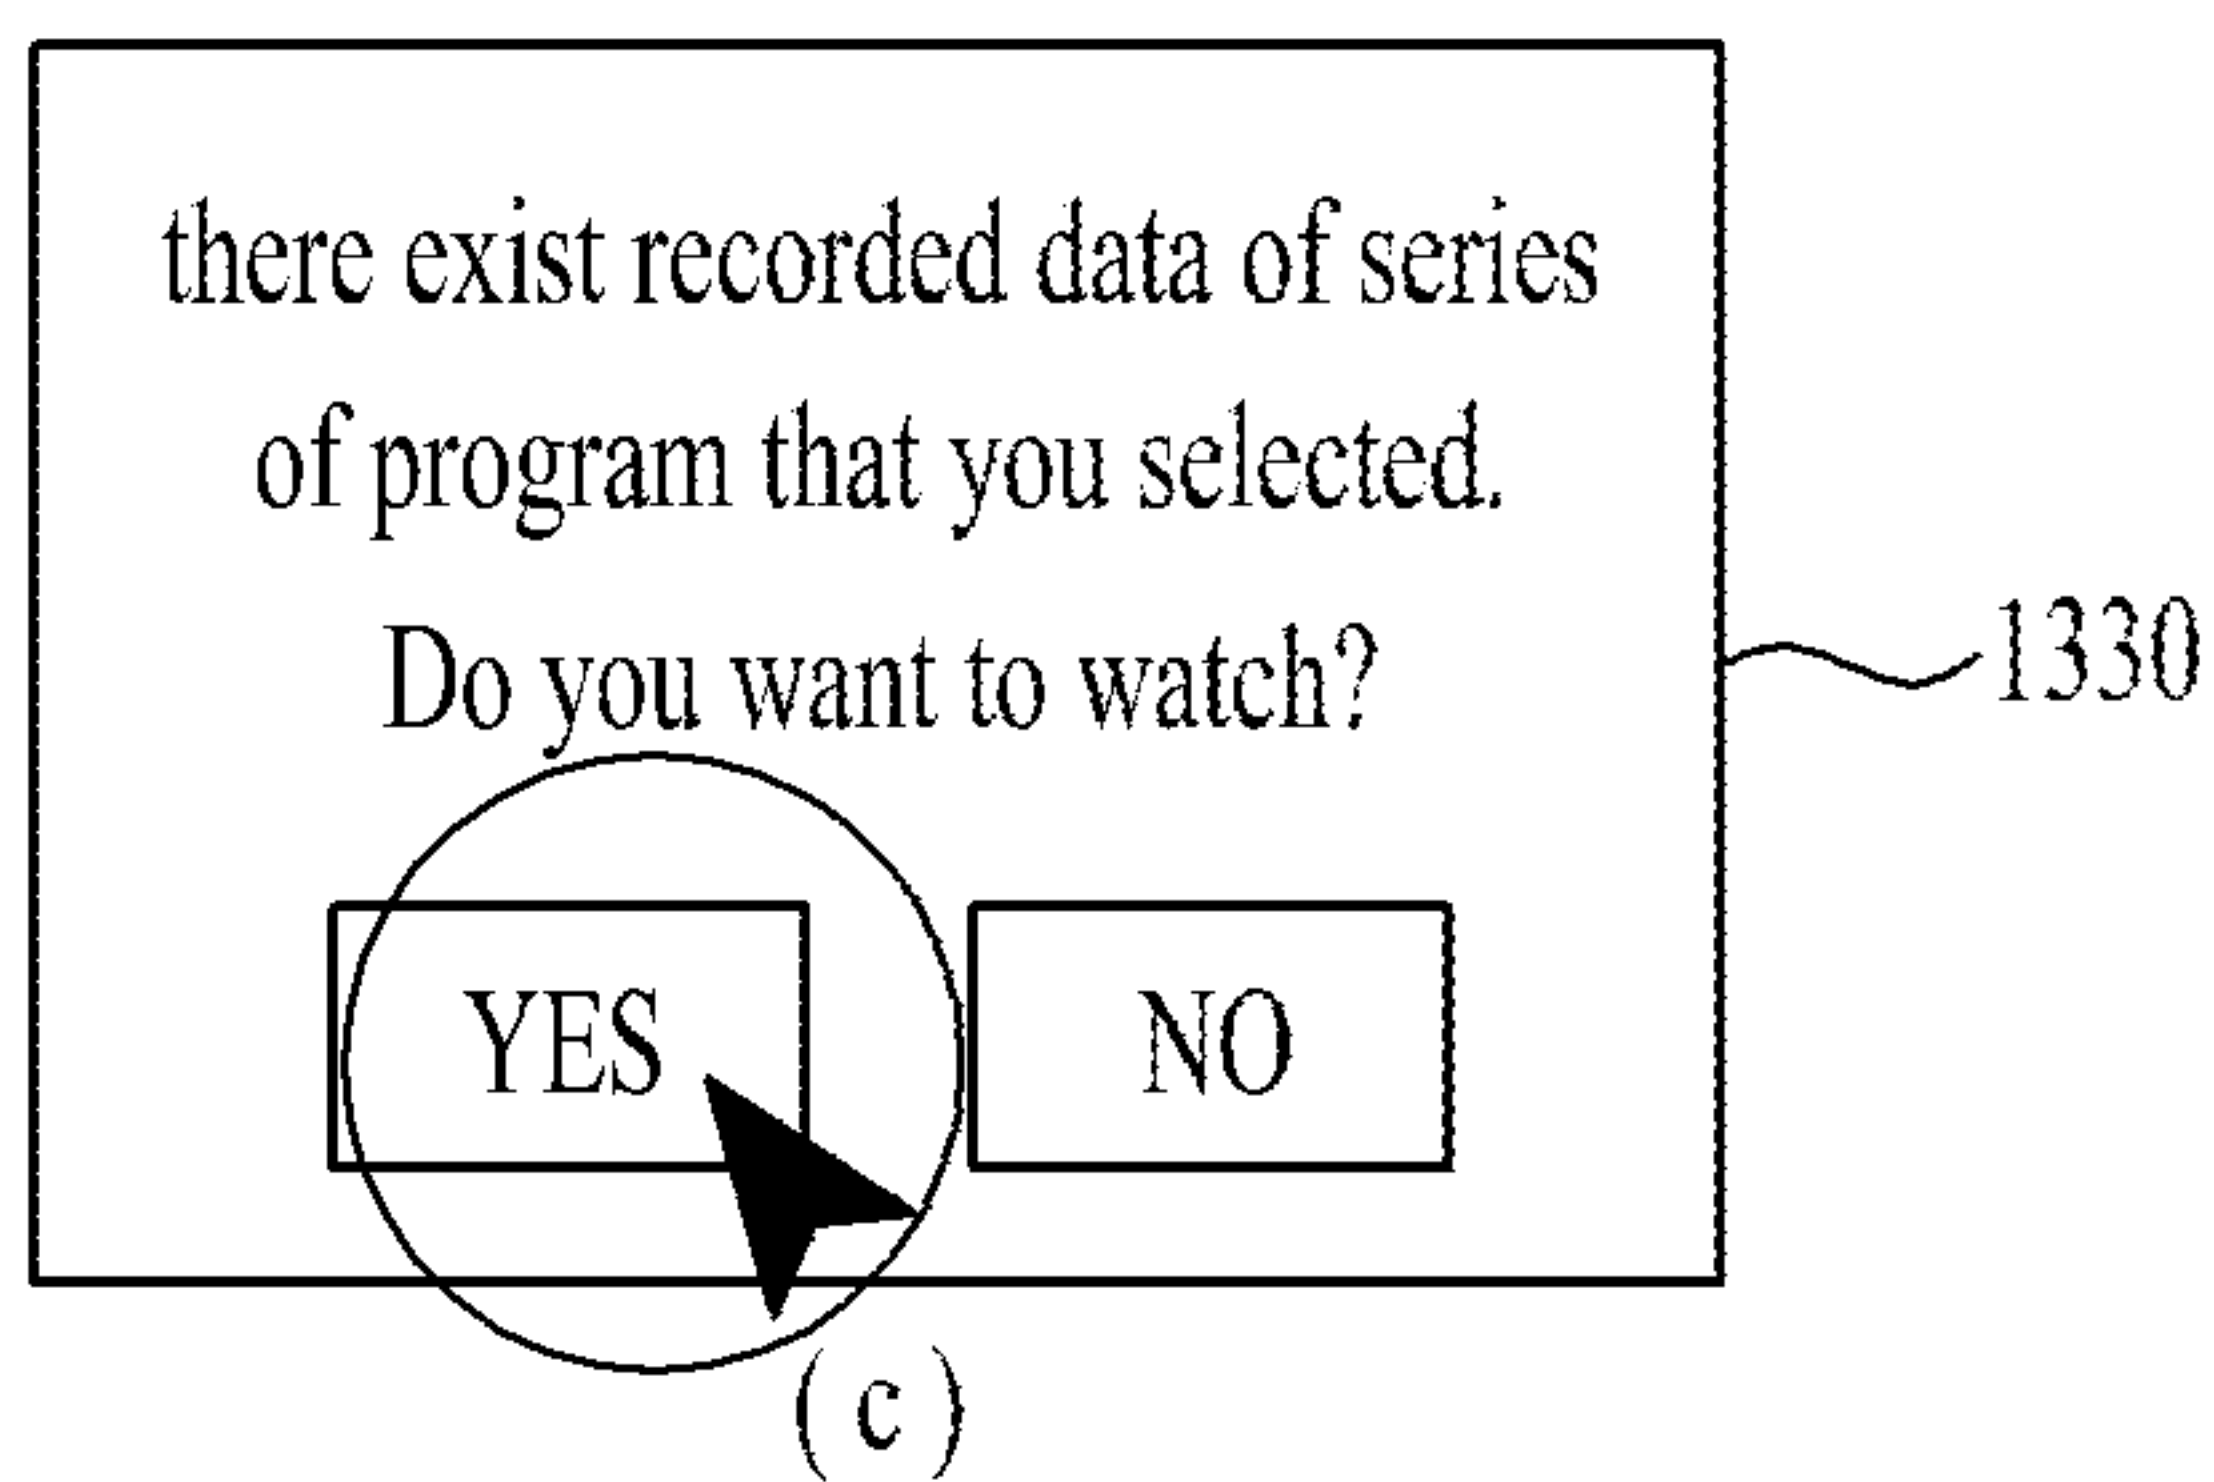 there exist recorded data of series
of program that you selected.
Do you want to watch?
1330
YES NO
(c)